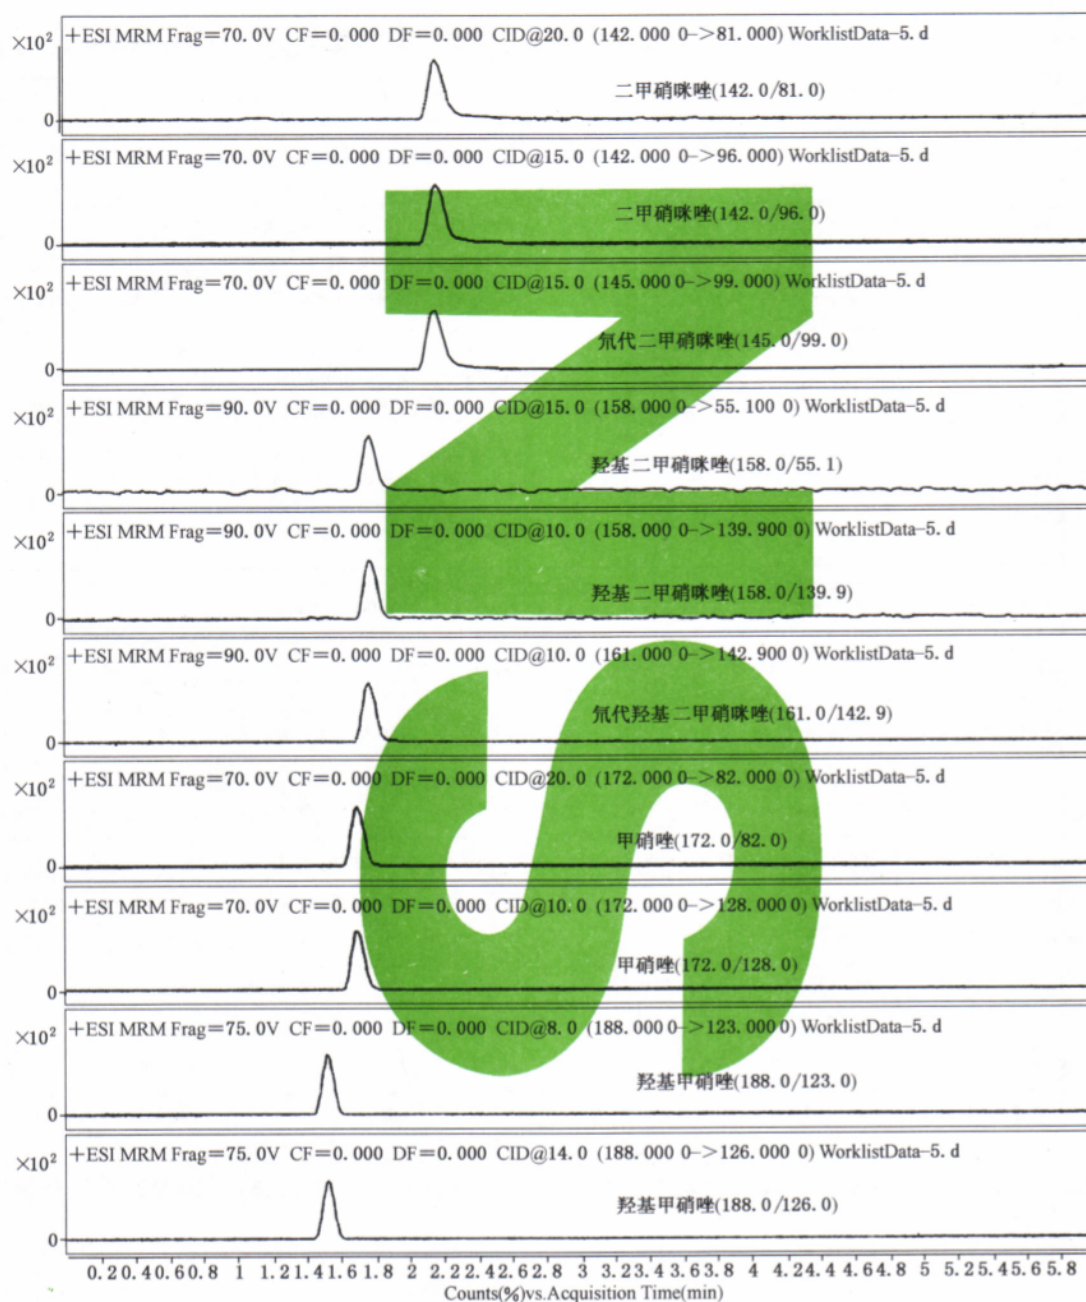 ×10² +ESI MRM Frag=70.0V CF=0.000 DF=0.000 CID@20.0 (142.000 0->81.000) WorklistData-5.d
二甲硝咪唑(142.0/81.0)
0
×10² +ESI MRM Frag=70.0V CF=0.000 DF=0.000 CID@15.0 (142.000 0->96.000) WorklistData-5.d
二甲硝咪唑(142.0/96.0)
0
×10² +ESI MRM Frag=70.0V CF=0.000 DF=0.000 CID@15.0 (145.000 0->99.000) WorklistData-5.d
氘代二甲硝咪唑(145.0/99.0)
0
×10² +ESI MRM Frag=90.0V CF=0.000 DF=0.000 CID@15.0 (158.000 0->55.100 0) WorklistData-5.d
羟基二甲硝咪唑(158.0/55.1)
0
×10² +ESI MRM Frag=90.0V CF=0.000 DF=0.000 CID@10.0 (158.000 0->139.900 0) WorklistData-5.d
羟基二甲硝咪唑(158.0/139.9)
0
×10² +ESI MRM Frag=90.0V CF=0.000 DF=0.000 CID@10.0 (161.000 0->142.900 0) WorklistData-5.d
氘代羟基二甲硝咪唑(161.0/142.9)
0
×10² +ESI MRM Frag=70.0V CF=0.000 DF=0.000 CID@20.0 (172.000 0->82.000 0) WorklistData-5.d
甲硝唑(172.0/82.0)
0
×10² +ESI MRM Frag=70.0V CF=0.000 DF=0.000 CID@10.0 (172.000 0->128.000 0) WorklistData-5.d
甲硝唑(172.0/128.0)
0
×10² +ESI MRM Frag=75.0V CF=0.000 DF=0.000 CID@8.0 (188.000 0->123.000 0) WorklistData-5.d
羟基甲硝唑(188.0/123.0)
0
×10² +ESI MRM Frag=75.0V CF=0.000 DF=0.000 CID@14.0 (188.000 0->126.000 0) WorklistData-5.d
羟基甲硝唑(188.0/126.0)
0
0.2 0.4 0.6 0.8 1 1.2 1.4 1.6 1.8 2 2.2 2.4 2.6 2.8 3 3.2 3.4 3.6 3.8 4 4.2 4.4 4.6 4.8 5 5.2 5.4 5.6 5.8
Counts(%)vs.Acquisition Time(min)